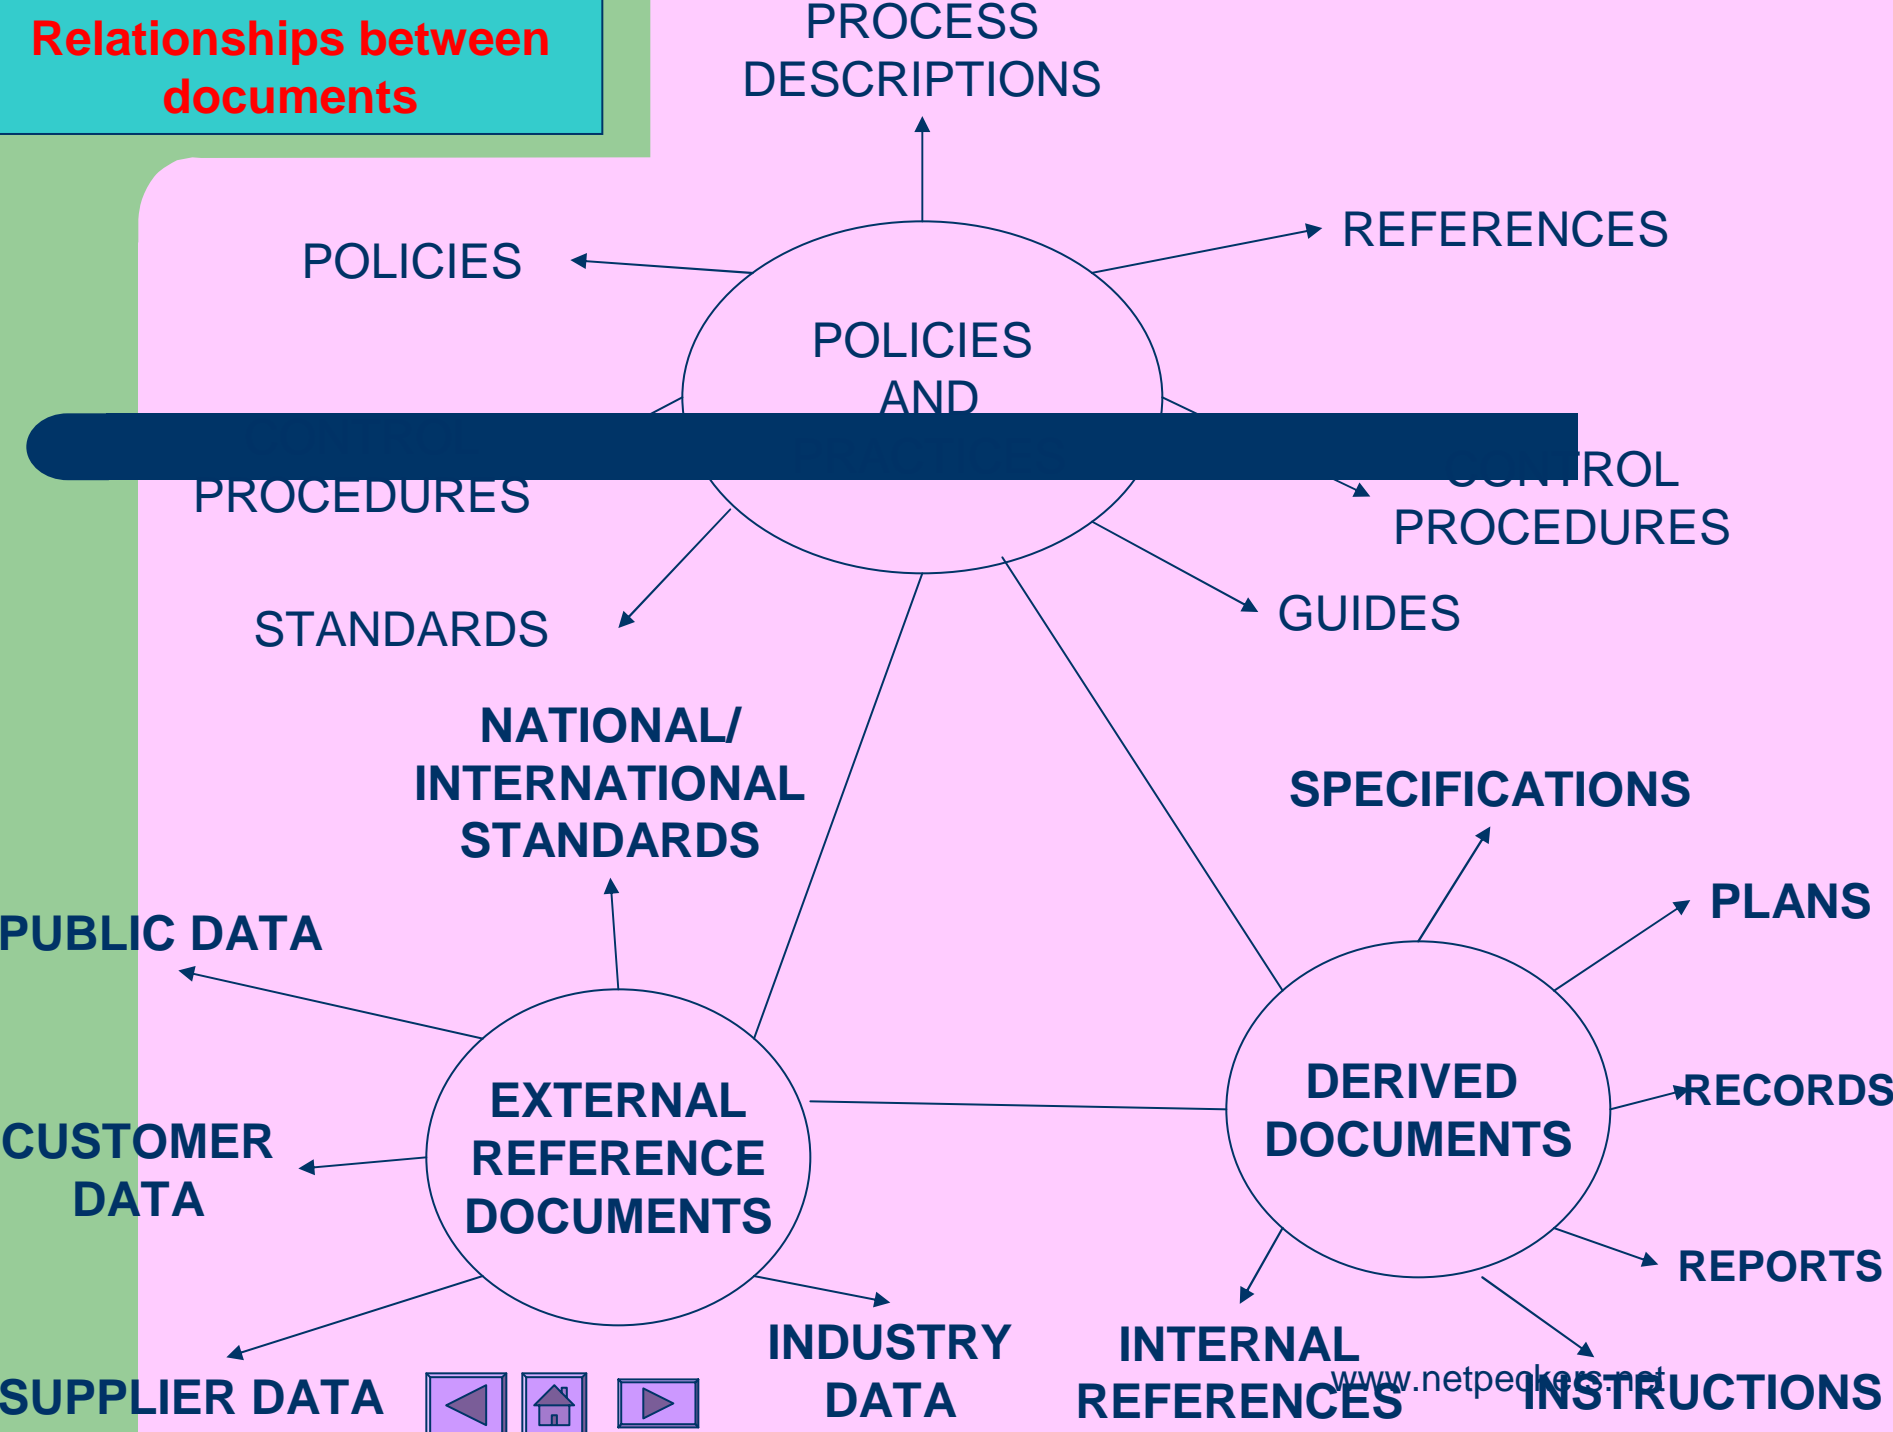 Relationships between
documents
PROCESS
DESCRIPTIONS
REFERENCES
POLICIES
POLICIES
AND
PROCEDURES
CONTROL
PROCEDURES
STANDARDS
GUIDES
NATIONAL/
INTERNATIONAL
STANDARDS
SPECIFICATIONS
PLANS
PUBLIC DATA
EXTERNAL
REFERENCE
DOCUMENTS
DERIVED
DOCUMENTS
RECORDS
CUSTOMER
DATA
REPORTS
INDUSTRY
DATA
INTERNAL
REFERENCES
www.netpeckers.net
INSTRUCTIONS
SUPPLIER DATA